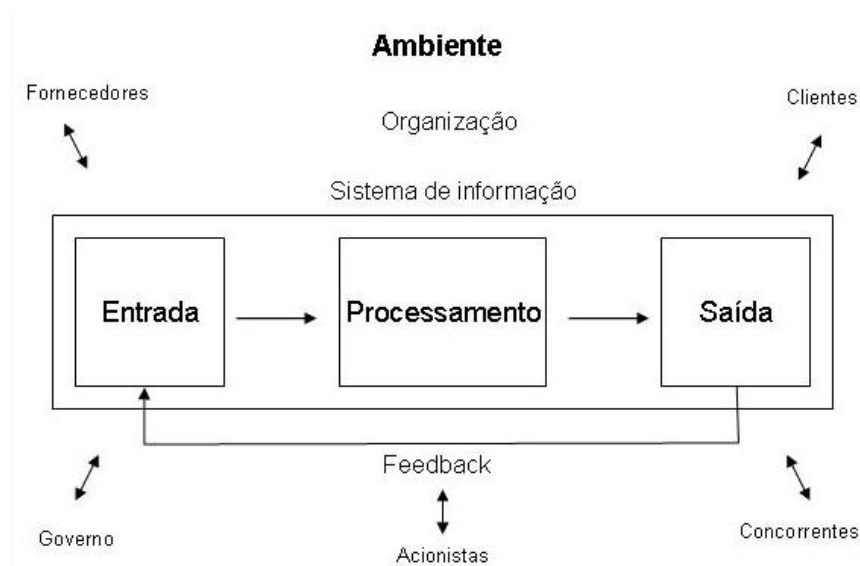 Ambiente
Fornecedores
Clientes
Organização
Sistema de informação
Entrada
Processamento
Saída
Feedback
Governo
Acionistas
Concorrentes